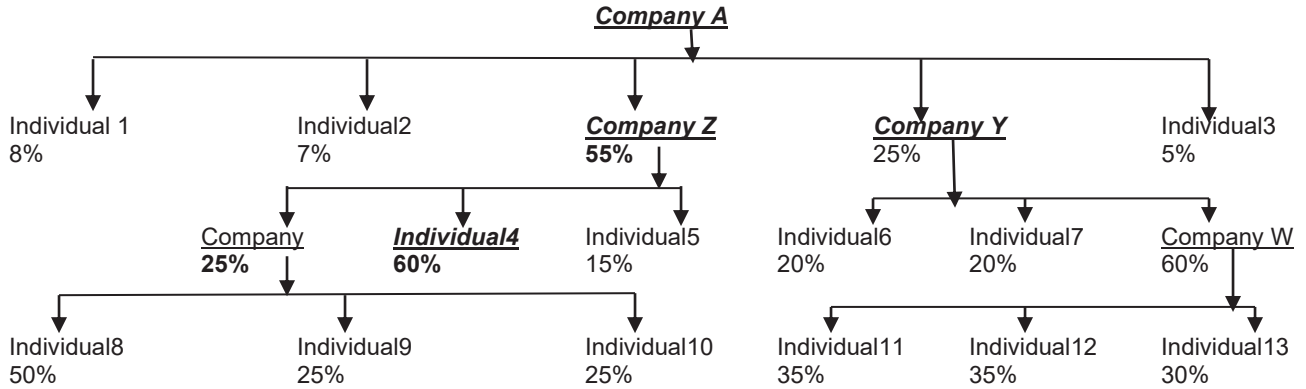 Company A
Individual 1 Individual2 Company Z Company Y Individual3
8% 7% 55% 25% 5%
Company Individual4 Individual5 Individual6 Individual7 Company W
25% 60% 15% 20% 20% 60%
Individual8 Individual9 Individual10 Individual11 Individual12 Individual13
50% 25% 25% 35% 35% 30%